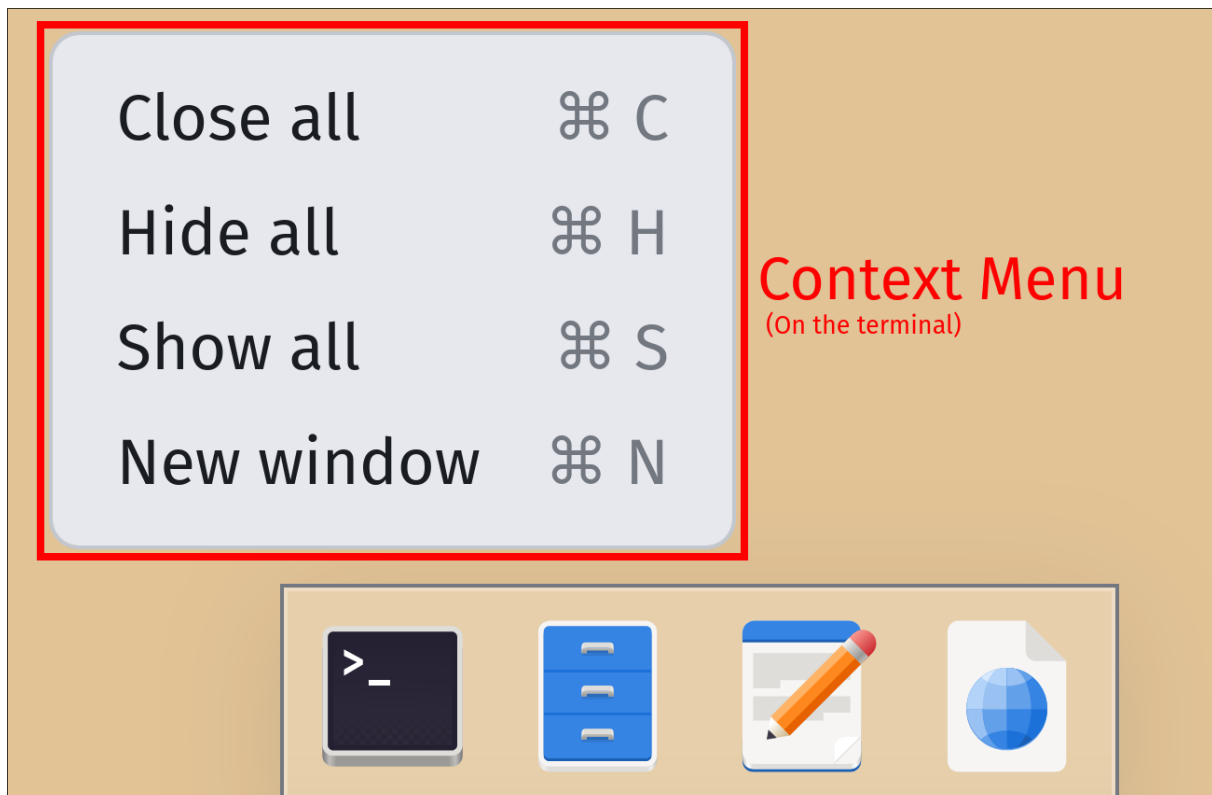 Close all ⌘ C
Hide all ⌘ H
Show all ⌘ S
New window ⌘ N
Context Menu
(On the terminal)
>_